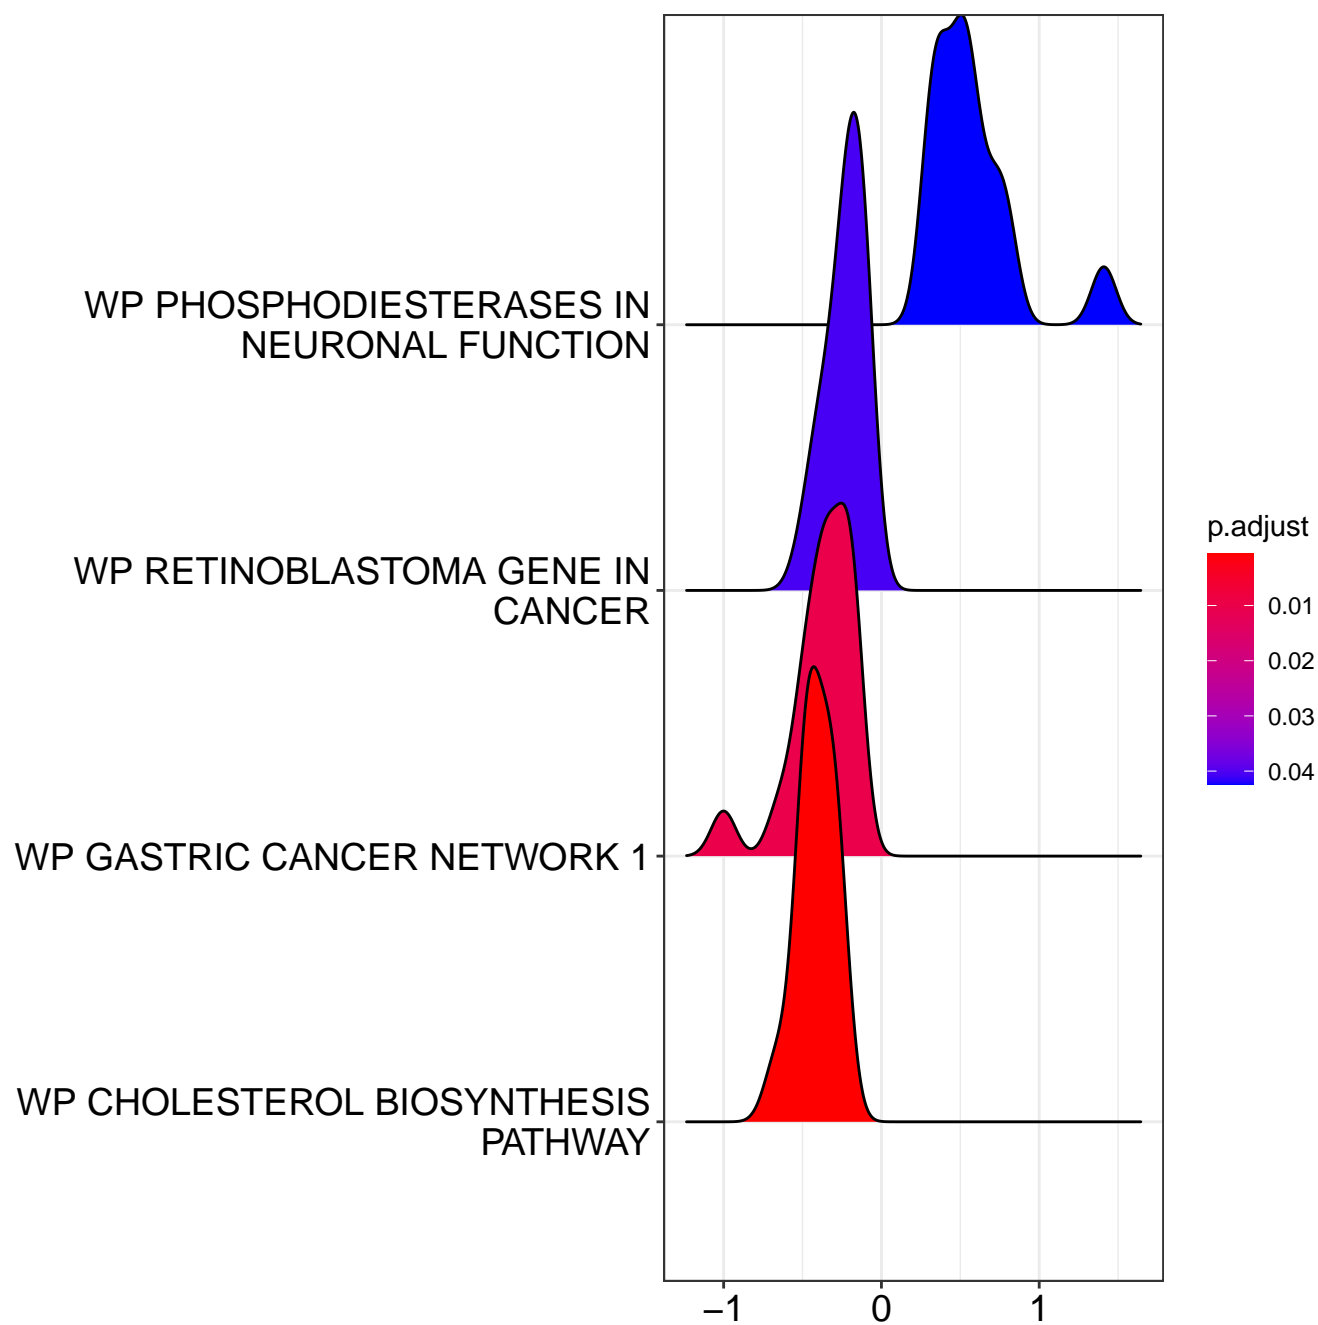 WP PHOSPHODIESTERASES IN
NEURONAL FUNCTION
WP RETINOBLASTOMA GENE IN
CANCER
WP GASTRIC CANCER NETWORK 1
WP CHOLESTEROL BIOSYNTHESIS
PATHWAY
−1
0
1
p.adjust
0.01
0.02
0.03
0.04